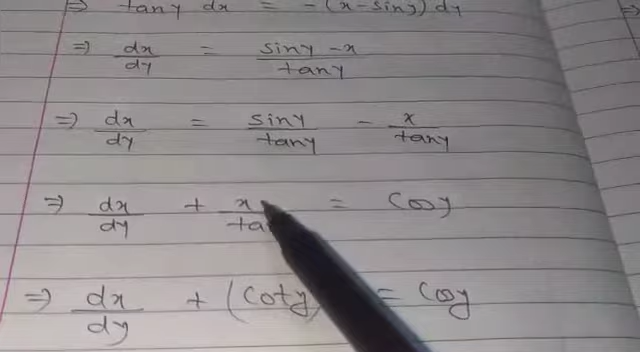 ⇒ tany dx = -(x-siny) dy
⇒ dx/dy = siny -x/tany
⇒ dx/dy = siny/tany - x/tany
⇒ dx/dy + x/ta = Cosy
⇒ dx/dy + (Coty) = Cosy